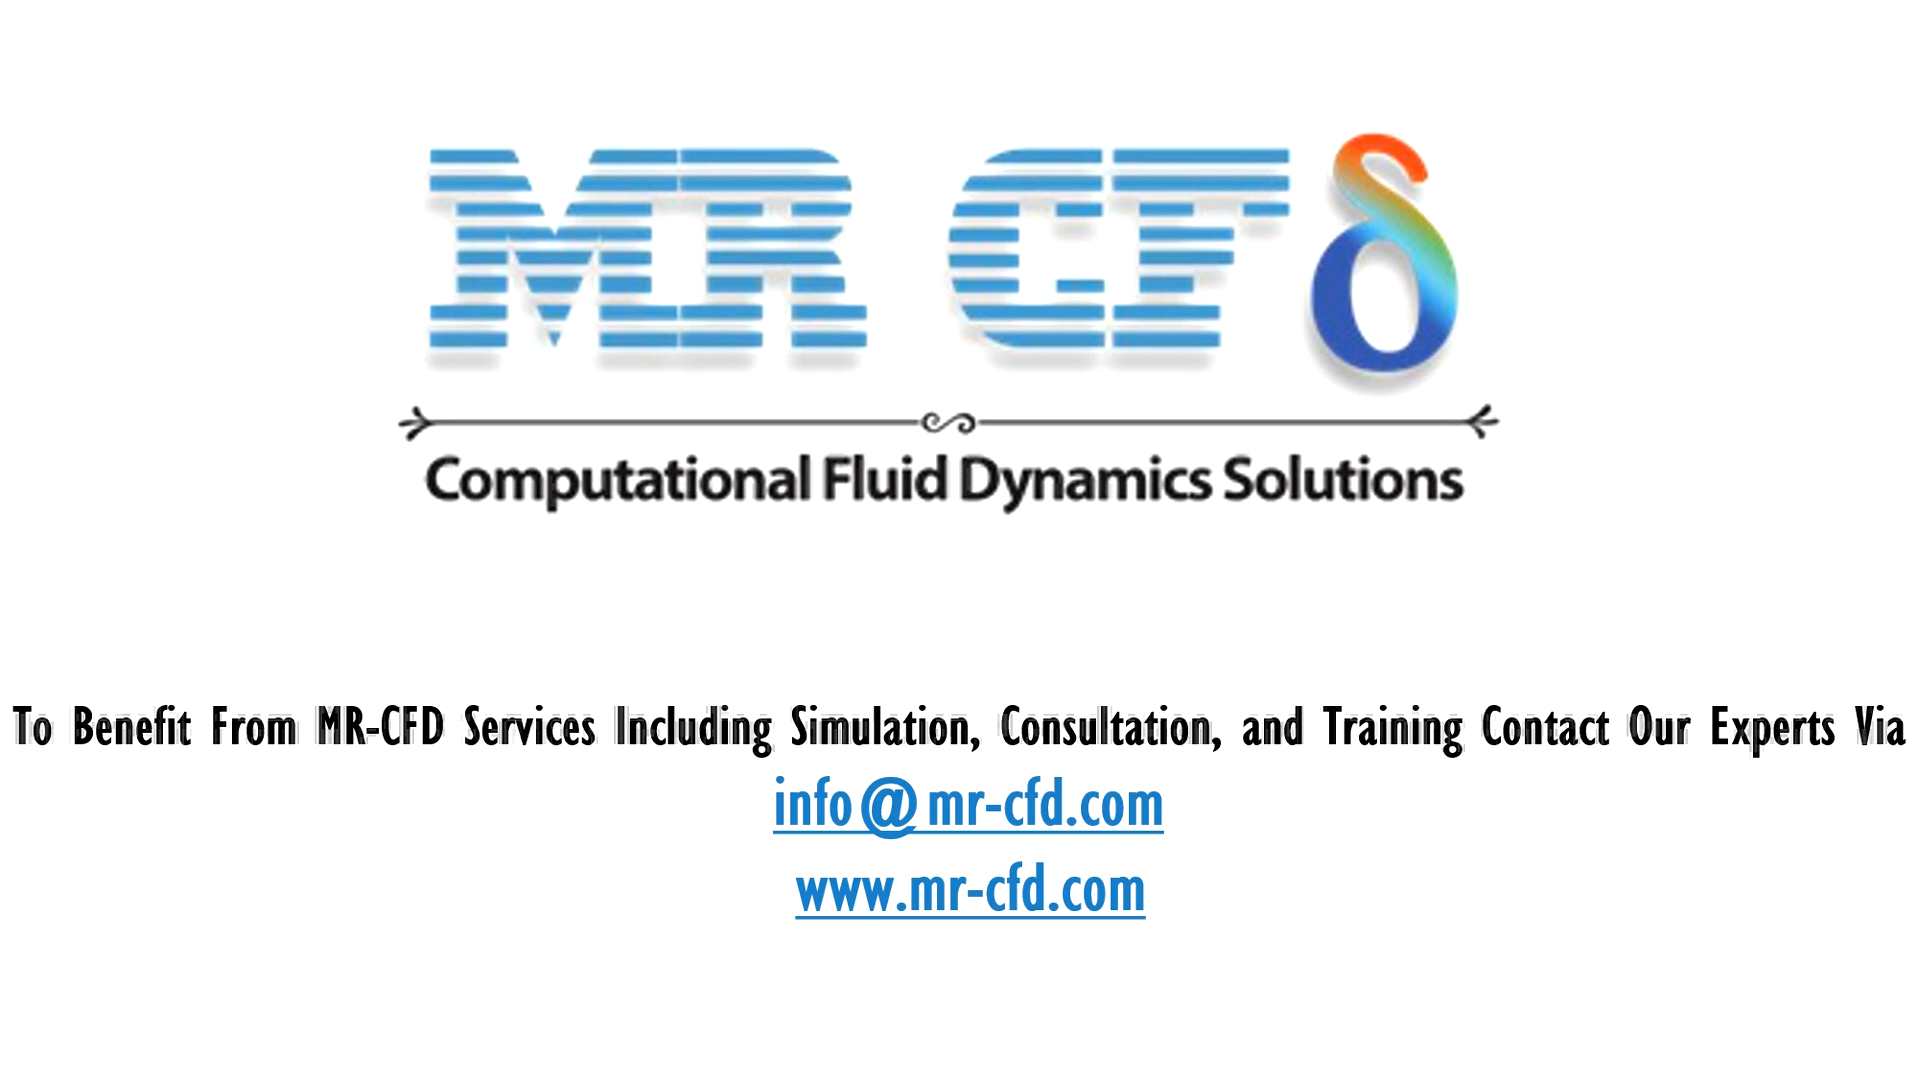 MR CFδ
Computational Fluid Dynamics Solutions
To Benefit From MR-CFD Services Including Simulation, Consultation, and Training Contact Our Experts Via
info@mr-cfd.com
www.mr-cfd.com